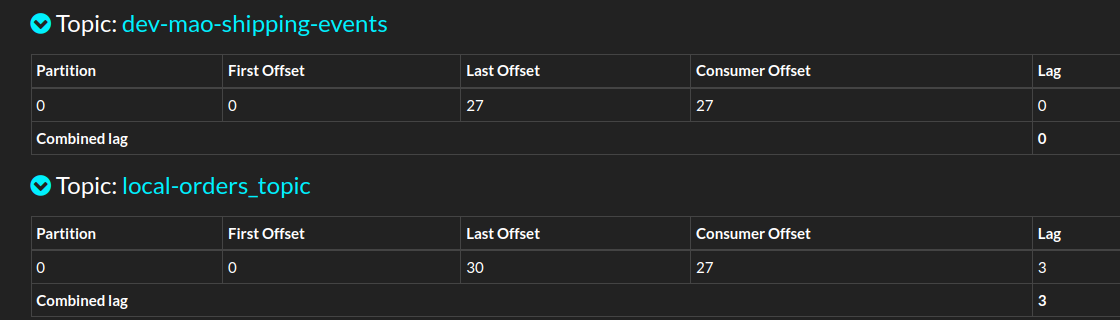 Topic: dev-mao-shipping-events
Partition First Offset Last Offset Consumer Offset Lag
0 0 27 27 0
Combined lag 0
Topic: local-orders_topic
Partition First Offset Last Offset Consumer Offset Lag
0 0 30 27 3
Combined lag 3